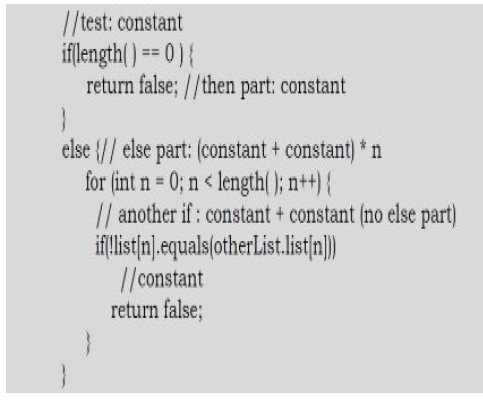 //test: constant
if(length( ) == 0 ) {
return false; //then part: constant
}
else {// else part: (constant + constant) * n
for (int n = 0; n < length( ); n++) {
// another if : constant + constant (no else part)
if(!list[n].equals(otherList.list[n]))
//constant
return false;
}
}